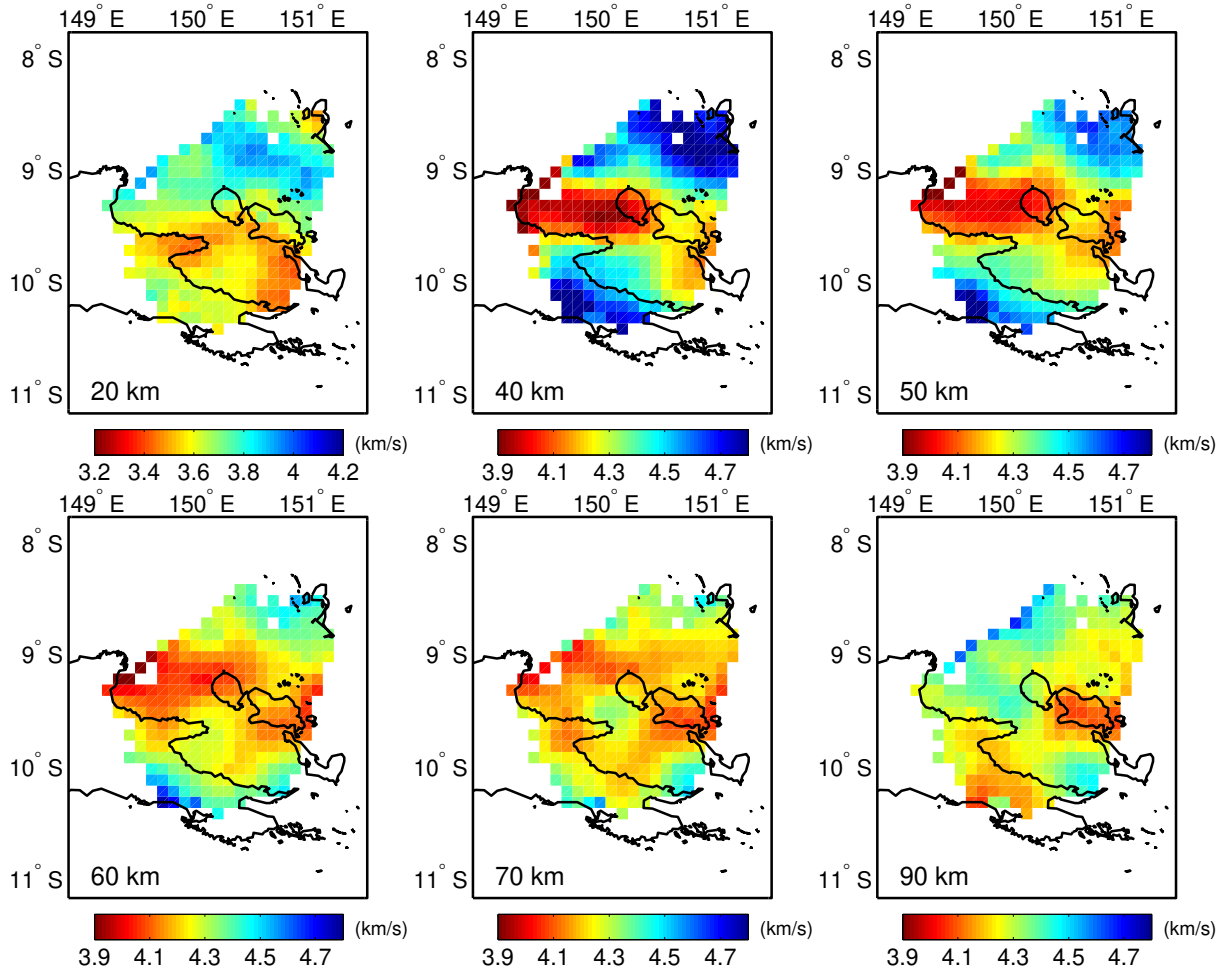 149° E 150° E 151° E
8° S
9° S
10° S
11° S
20 km
3.2 3.4 3.6 3.8 4 4.2
(km/s)
149° E 150° E 151° E
8° S
9° S
10° S
11° S
40 km
3.9 4.1 4.3 4.5 4.7
(km/s)
149° E 150° E 151° E
8° S
9° S
10° S
11° S
50 km
3.9 4.1 4.3 4.5 4.7
(km/s)
149° E 150° E 151° E
8° S
9° S
10° S
11° S
60 km
3.9 4.1 4.3 4.5 4.7
(km/s)
149° E 150° E 151° E
8° S
9° S
10° S
11° S
70 km
3.9 4.1 4.3 4.5 4.7
(km/s)
149° E 150° E 151° E
8° S
9° S
10° S
11° S
90 km
3.9 4.1 4.3 4.5 4.7
(km/s)